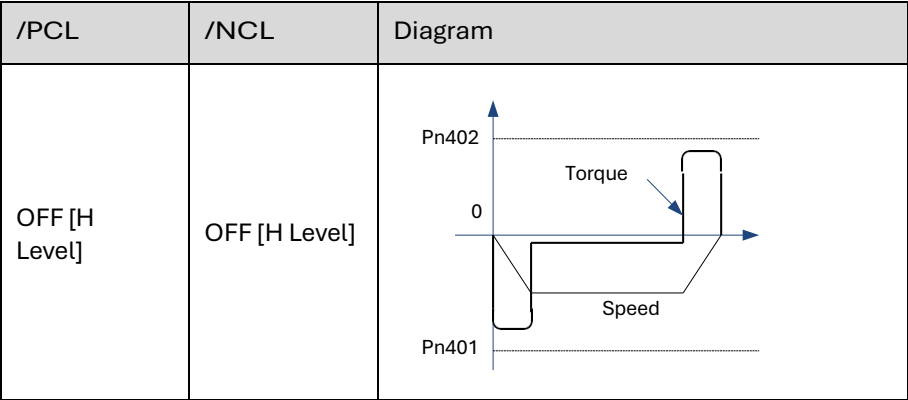 /PCL
/NCL
Diagram
OFF [H
Level]
OFF [H Level]
Pn402
Torque
0
Speed
Pn401